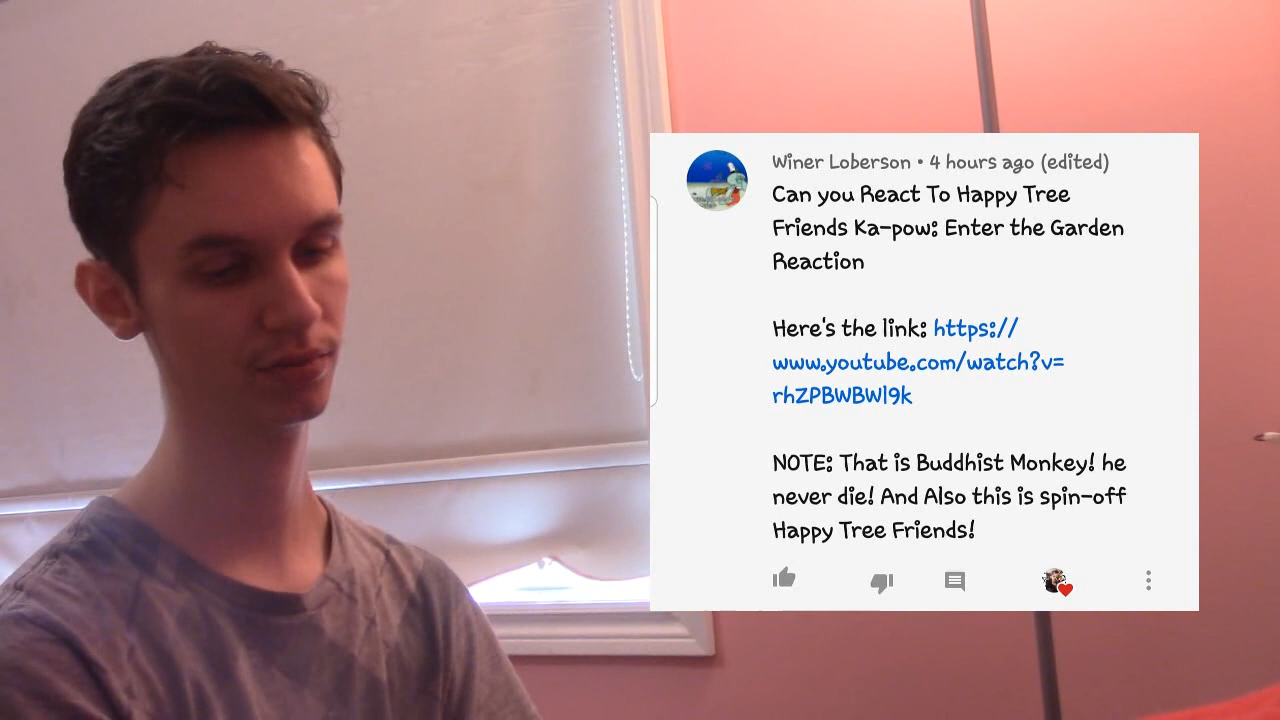 Winer Loberson • 4 hours ago (edited)
Can you React To Happy Tree
Friends Ka-pow: Enter the Garden
Reaction
Here's the link: https://
www.youtube.com/watch?v=
rhZPBWBWl9k
NOTE: That is Buddhist Monkey! he
never die! And Also this is spin-off
Happy Tree Friends!